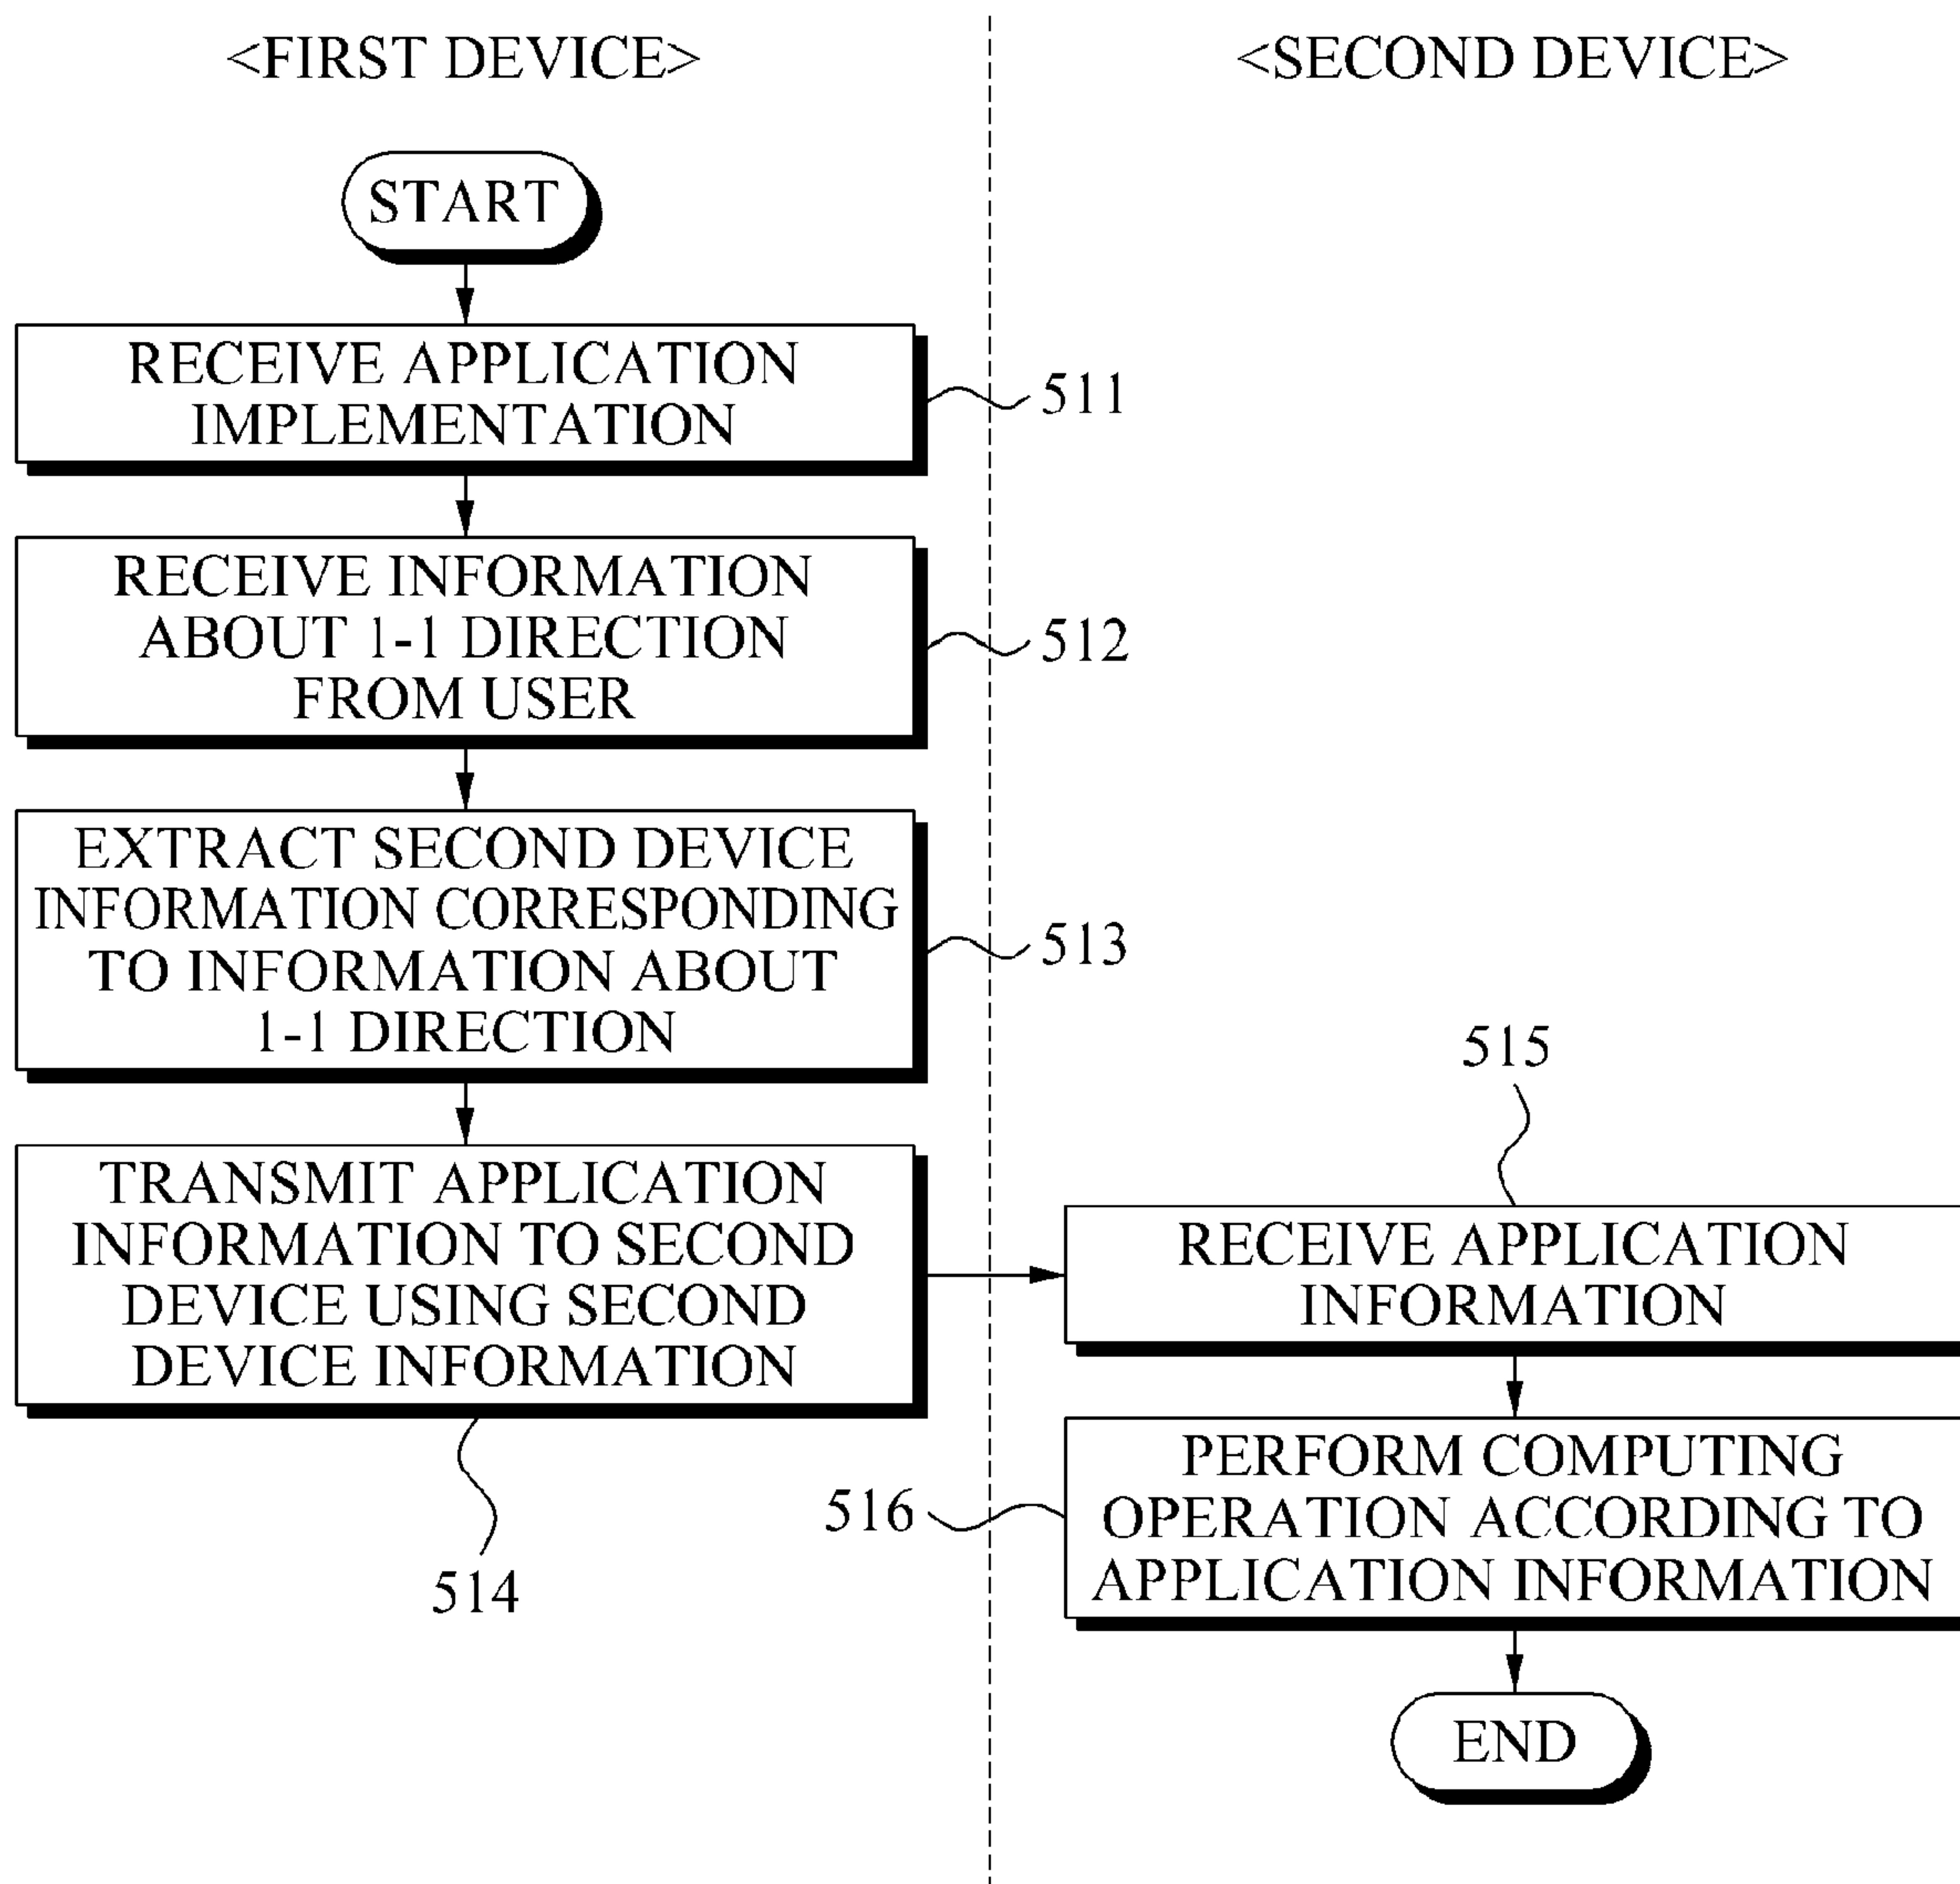 <FIRST DEVICE>
START
RECEIVE APPLICATION
IMPLEMENTATION
511
RECEIVE INFORMATION
ABOUT 1-1 DIRECTION
FROM USER
512
EXTRACT SECOND DEVICE
INFORMATION CORRESPONDING
TO INFORMATION ABOUT
1-1 DIRECTION
513
TRANSMIT APPLICATION
INFORMATION TO SECOND
DEVICE USING SECOND
DEVICE INFORMATION
514
<SECOND DEVICE>
515
RECEIVE APPLICATION
INFORMATION
516
PERFORM COMPUTING
OPERATION ACCORDING TO
APPLICATION INFORMATION
END